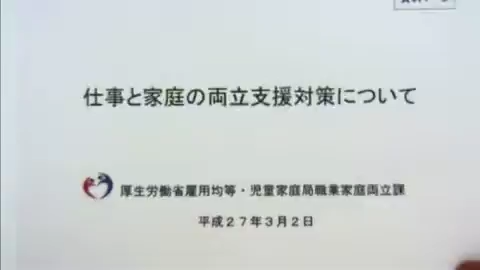 仕事と家庭の両立支援対策について
厚生労働省雇用均等・児童家庭局職業家庭両立課
平成27年3月2日